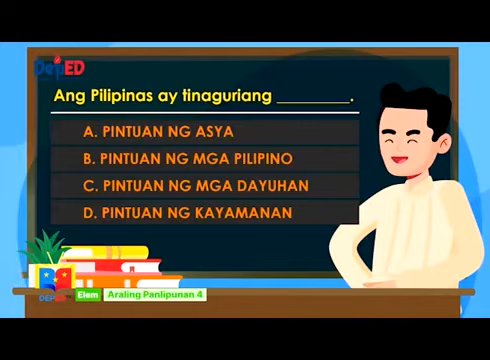 DepED
Ang Pilipinas ay tinaguriang _________.
A. PINTUAN NG ASYA
B. PINTUAN NG MGA PILIPINO
C. PINTUAN NG MGA DAYUHAN
D. PINTUAN NG KAYAMANAN
DEPED Elem Araling Panlipunan 4